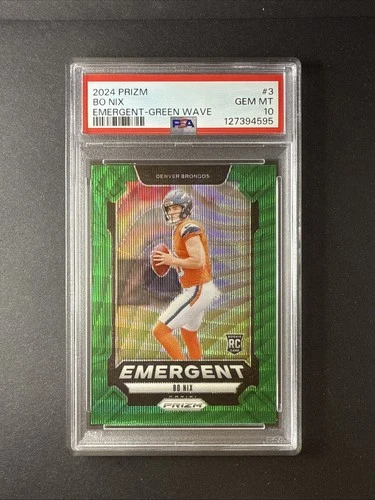 2024 PRIZM #3
BO NIX GEM MT
EMERGENT-GREEN WAVE 10
PSA 127394595
DENVER BRONCOS
RC
EMERGENT
BO NIX
PANINI
PRIZM